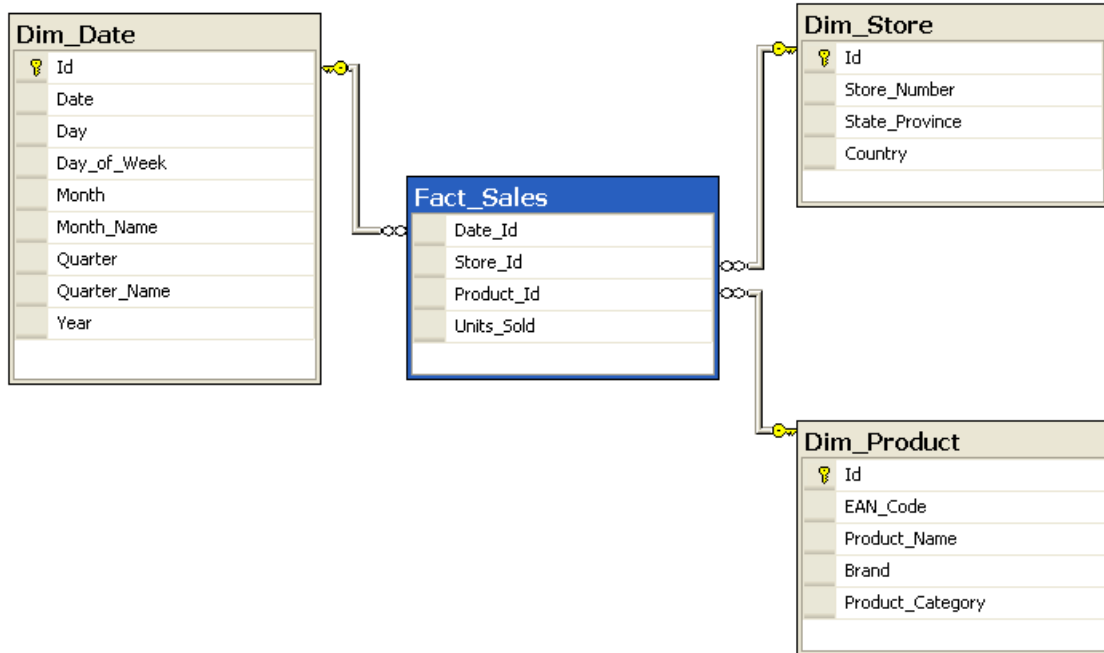 Dim_Date
Id
Date
Day
Day_of_Week
Month
Month_Name
Quarter
Quarter_Name
Year
Fact_Sales
Date_Id
Store_Id
Product_Id
Units_Sold
Dim_Store
Id
Store_Number
State_Province
Country
Dim_Product
Id
EAN_Code
Product_Name
Brand
Product_Category